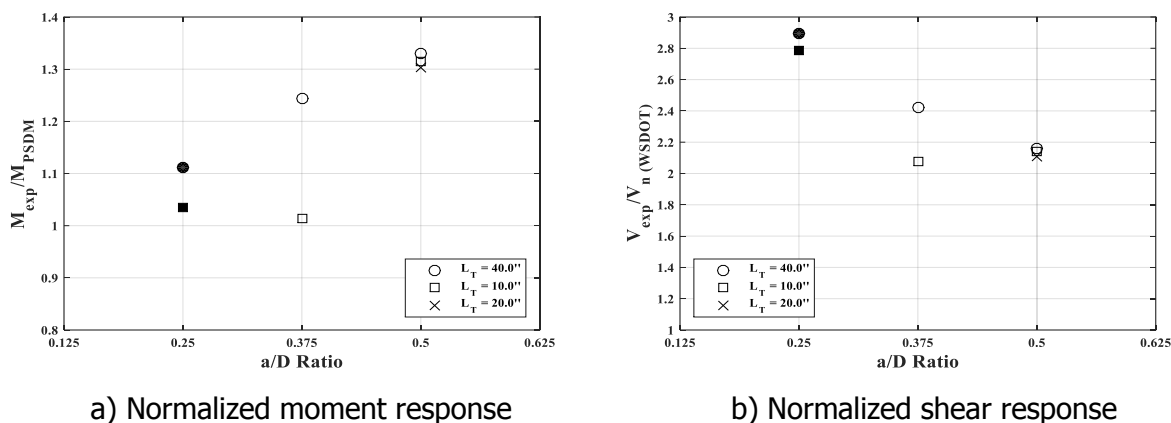 1.4
1.3
1.2
1.1
1
0.9
0.8
M_exp/M_PSDM
0.125 0.25 0.375 0.5 0.625
a/D Ratio
L_T = 40.0"
L_T = 10.0"
L_T = 20.0"
a) Normalized moment response
3
2.8
2.6
2.4
2.2
2
1.8
1.6
1.4
1.2
1
V_exp/V_n (WSDOT)
0.125 0.25 0.375 0.5 0.625
a/D Ratio
L_T = 40.0"
L_T = 10.0"
L_T = 20.0"
b) Normalized shear response